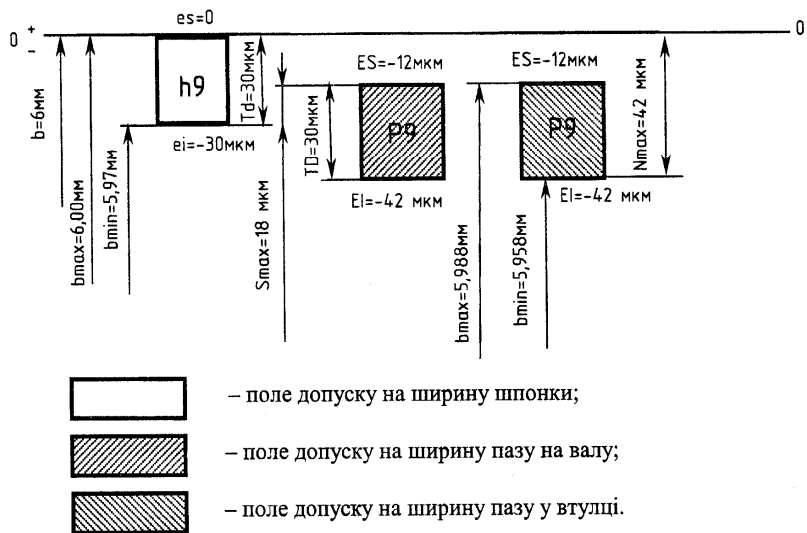 es=0
0 + −
0
h9
Td=30мкм
ei=−30мкм
b=6мм
bmax=6,00мм
bmin=5,97мм
Smax=18 мкм
ES=−12мкм
P9
TD=30мкм
EI=−42 мкм
ES=−12мкм
P9
EI=−42 мкм
Nmax=42 мкм
bmax=5,988мм
bmin=5,958мм
– поле допуску на ширину шпонки;
– поле допуску на ширину пазу на валу;
– поле допуску на ширину пазу у втулці.